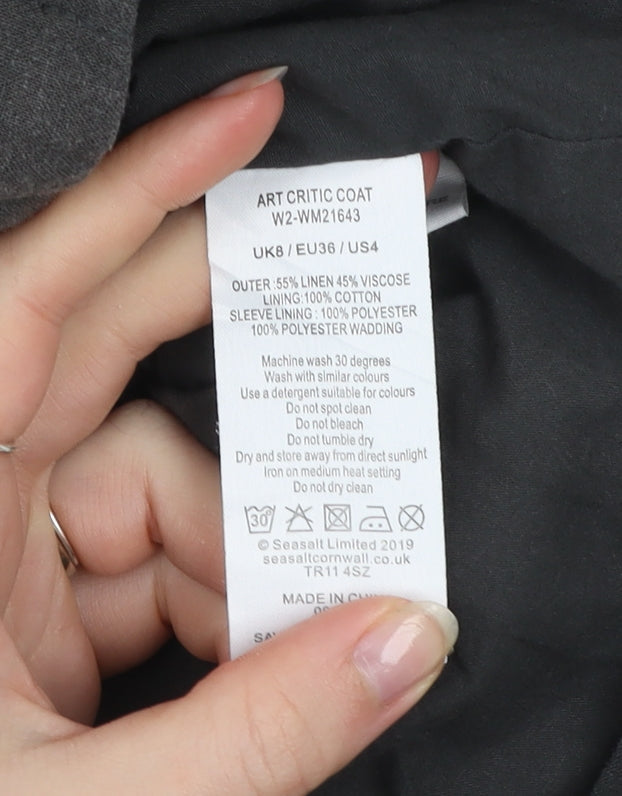 ART CRITIC COAT
W2-WM21643
UK8 / EU36 / US4
OUTER :55% LINEN 45% VISCOSE
LINING:100% COTTON
SLEEVE LINING : 100% POLYESTER
100% POLYESTER WADDING
Machine wash 30 degrees
Wash with similar colours
Use a detergent suitable for colours
Do not spot clean
Do not bleach
Do not tumble dry
Dry and store away from direct sunlight
Iron on medium heat setting
Do not dry clean
30°
© Seasalt Limited 2019
seasaltcornwall.co.uk
TR11 4SZ
MADE IN